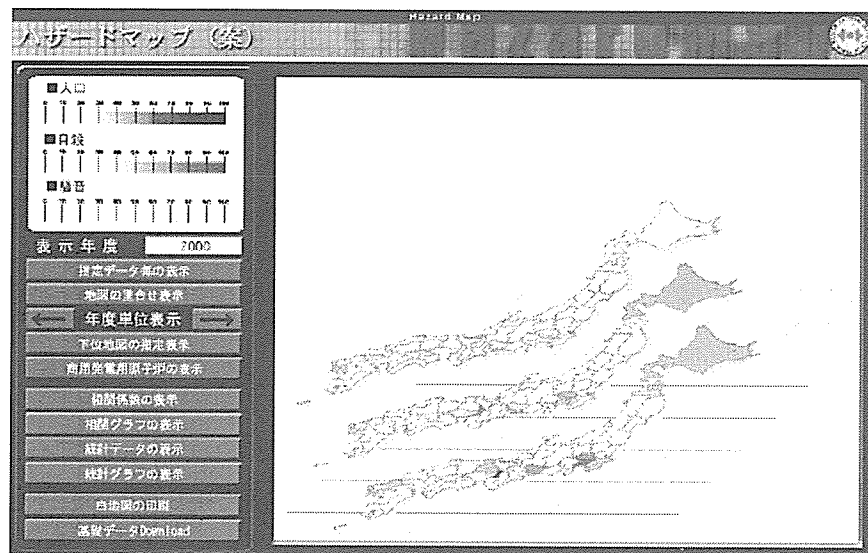 Hazard Map
ハザードマップ (案)
■人口
■日銭
■騒音
表示年度 2000
指定データ毎の表示
地図の重合せ表示
← 年度単位表示 →
下位地図の指定表示
商用発電用原子炉の表示
相関係数の表示
相関グラフの表示
統計データの表示
統計グラフの表示
白地図の印刷
基礎データDownload